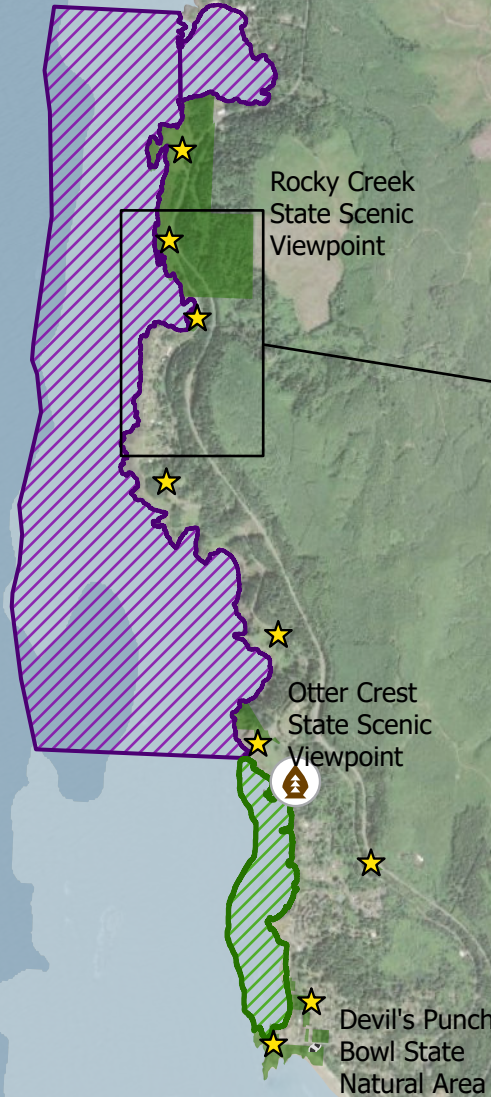 Rocky Creek
State Scenic
Viewpoint
Otter Crest
State Scenic
Viewpoint
Devil's Punch
Bowl State
Natural Area